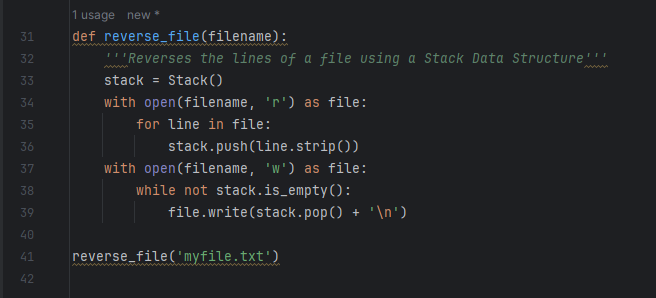 1 usage new *
31 def reverse_file(filename):
32     '''Reverses the lines of a file using a Stack Data Structure'''
33     stack = Stack()
34     with open(filename, 'r') as file:
35         for line in file:
36             stack.push(line.strip())
37     with open(filename, 'w') as file:
38         while not stack.is_empty():
39             file.write(stack.pop() + '\n')
40
41 reverse_file('myfile.txt')
42